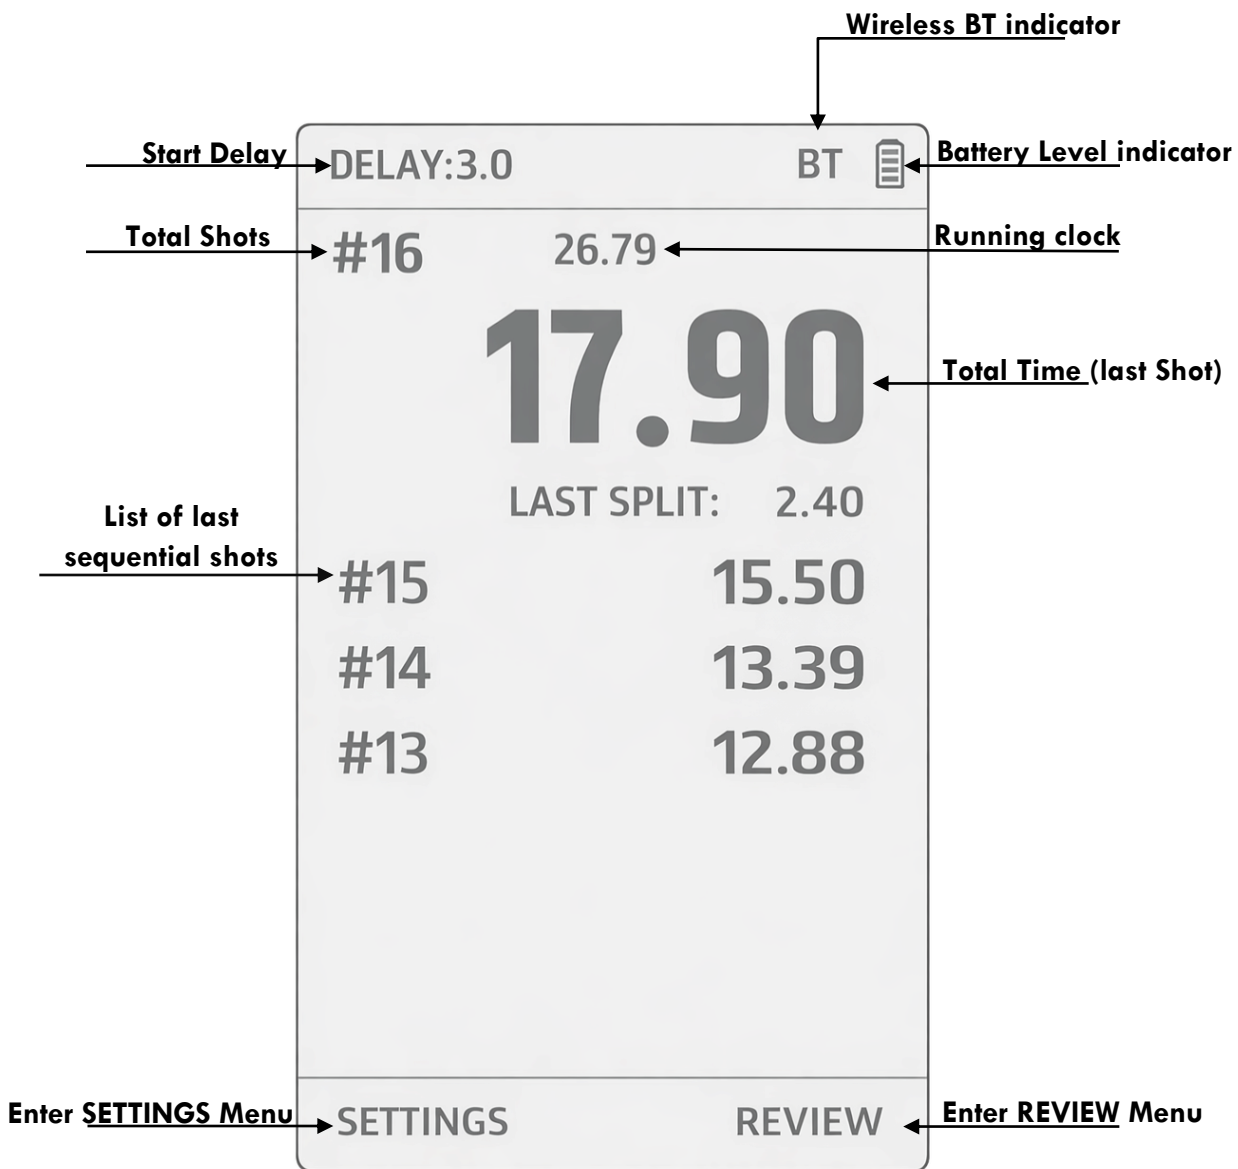 Wireless BT indicator
Start Delay DELAY:3.0 BT Battery Level indicator
Total Shots #16 26.79 Running clock
17.90 Total Time (last Shot)
LAST SPLIT: 2.40
List of last
sequential shots
#15 15.50
#14 13.39
#13 12.88
Enter SETTINGS Menu SETTINGS REVIEW Enter REVIEW Menu